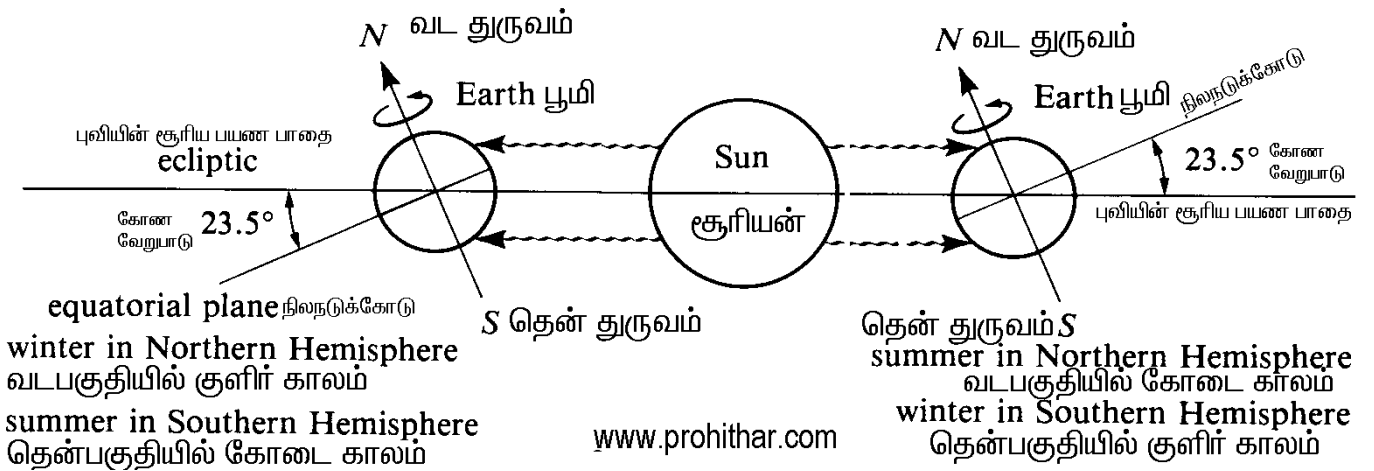 N வட துருவம்
Earth பூமி
புவியின் சூரிய பயண பாதை
ecliptic
கோண
வேறுபாடு 23.5°
equatorial plane நிலநடுக்கோடு
S தென் துருவம்
winter in Northern Hemisphere
வடபகுதியில் குளிர் காலம்
summer in Southern Hemisphere
தென்பகுதியில் கோடை காலம்
Sun
சூரியன்
www.prohithar.com
N வட துருவம்
Earth பூமி
நிலநடுக்கோடு
23.5° கோண
வேறுபாடு
புவியின் சூரிய பயண பாதை
தென் துருவம் S
summer in Northern Hemisphere
வடபகுதியில் கோடை காலம்
winter in Southern Hemisphere
தென்பகுதியில் குளிர் காலம்